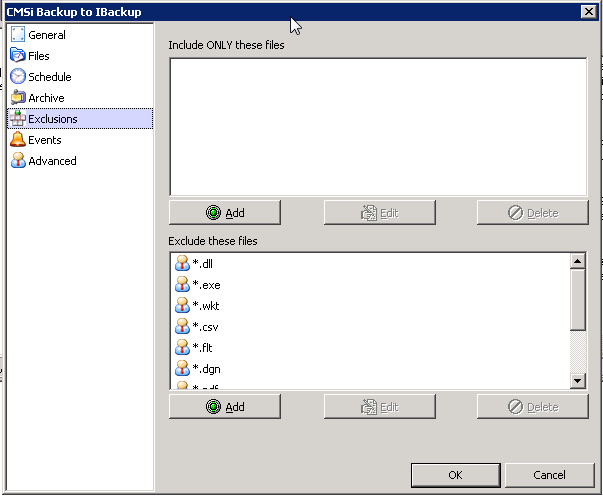 CMSi Backup to IBackup
General
Files
Schedule
Archive
Exclusions
Events
Advanced
Include ONLY these files
Add
Edit
Delete
Exclude these files
*.dll
*.exe
*.wkt
*.csv
*.flt
*.dgn
Add
Edit
Delete
OK
Cancel